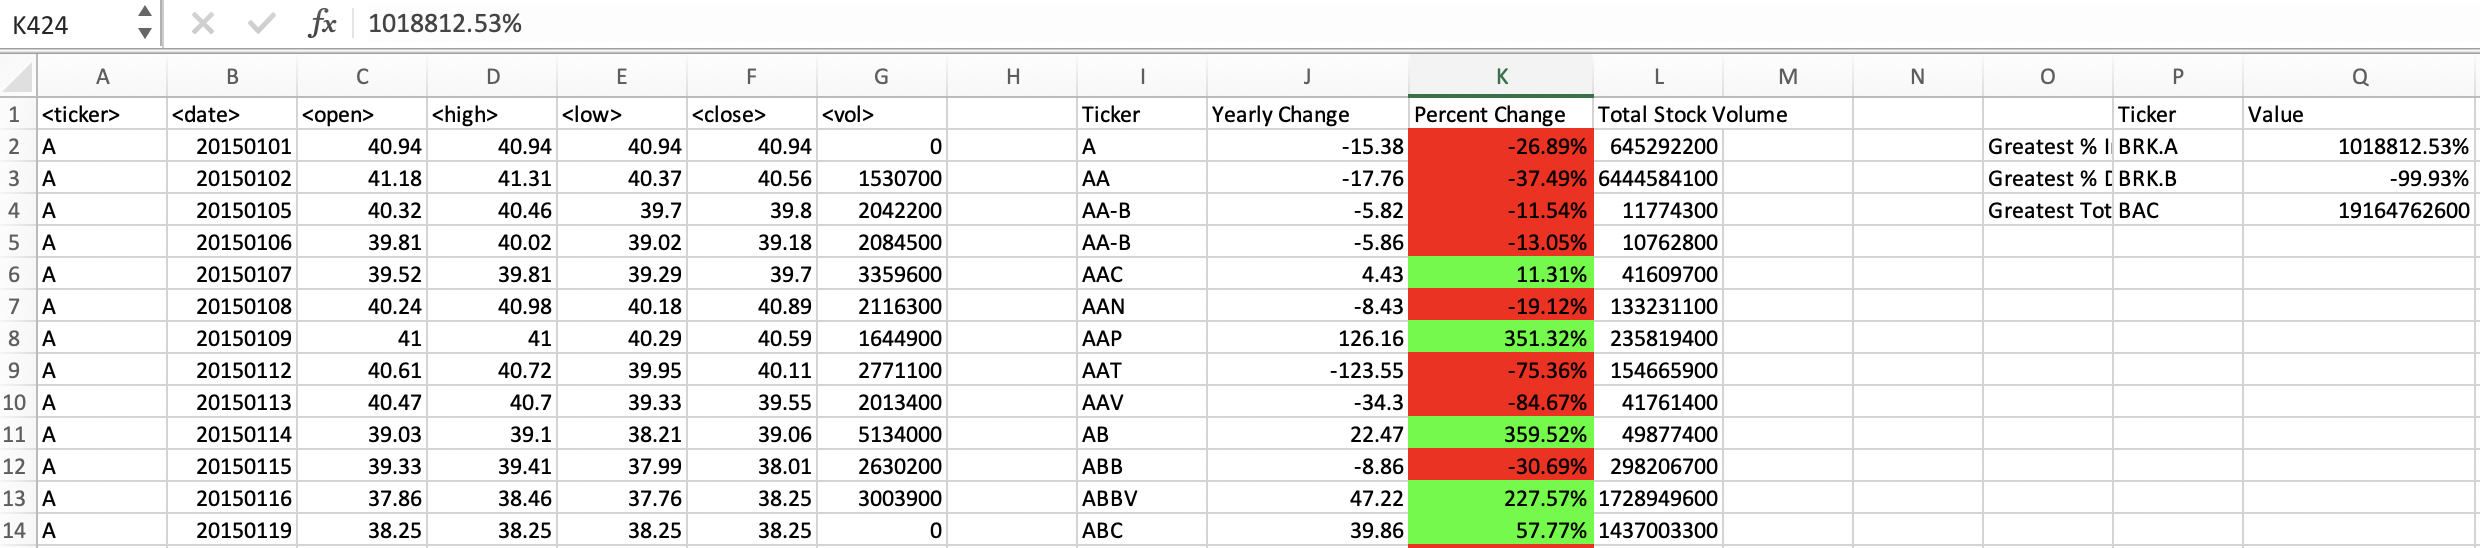 K424 fx 1018812.53%
A B C D E F G H I J K L M N O P Q
1 <ticker> <date> <open> <high> <low> <close> <vol> Ticker Yearly Change Percent Change Total Stock Volume Ticker Value
2 A 20150101 40.94 40.94 40.94 40.94 0 A -15.38 -26.89% 645292200 Greatest % I BRK.A 1018812.53%
3 A 20150102 41.18 41.31 40.37 40.56 1530700 AA -17.76 -37.49% 6444584100 Greatest % D BRK.B -99.93%
4 A 20150105 40.32 40.46 39.7 39.8 2042200 AA-B -5.82 -11.54% 11774300 Greatest Tot BAC 19164762600
5 A 20150106 39.81 40.02 39.02 39.18 2084500 AA-B -5.86 -13.05% 10762800
6 A 20150107 39.52 39.81 39.29 39.7 3359600 AAC 4.43 11.31% 41609700
7 A 20150108 40.24 40.98 40.18 40.89 2116300 AAN -8.43 -19.12% 133231100
8 A 20150109 41 41 40.29 40.59 1644900 AAP 126.16 351.32% 235819400
9 A 20150112 40.61 40.72 39.95 40.11 2771100 AAT -123.55 -75.36% 154665900
10 A 20150113 40.47 40.7 39.33 39.55 2013400 AAV -34.3 -84.67% 41761400
11 A 20150114 39.03 39.1 38.21 39.06 5134000 AB 22.47 359.52% 49877400
12 A 20150115 39.33 39.41 37.99 38.01 2630200 ABB -8.86 -30.69% 298206700
13 A 20150116 37.86 38.46 37.76 38.25 3003900 ABBV 47.22 227.57% 1728949600
14 A 20150119 38.25 38.25 38.25 38.25 0 ABC 39.86 57.77% 1437003300